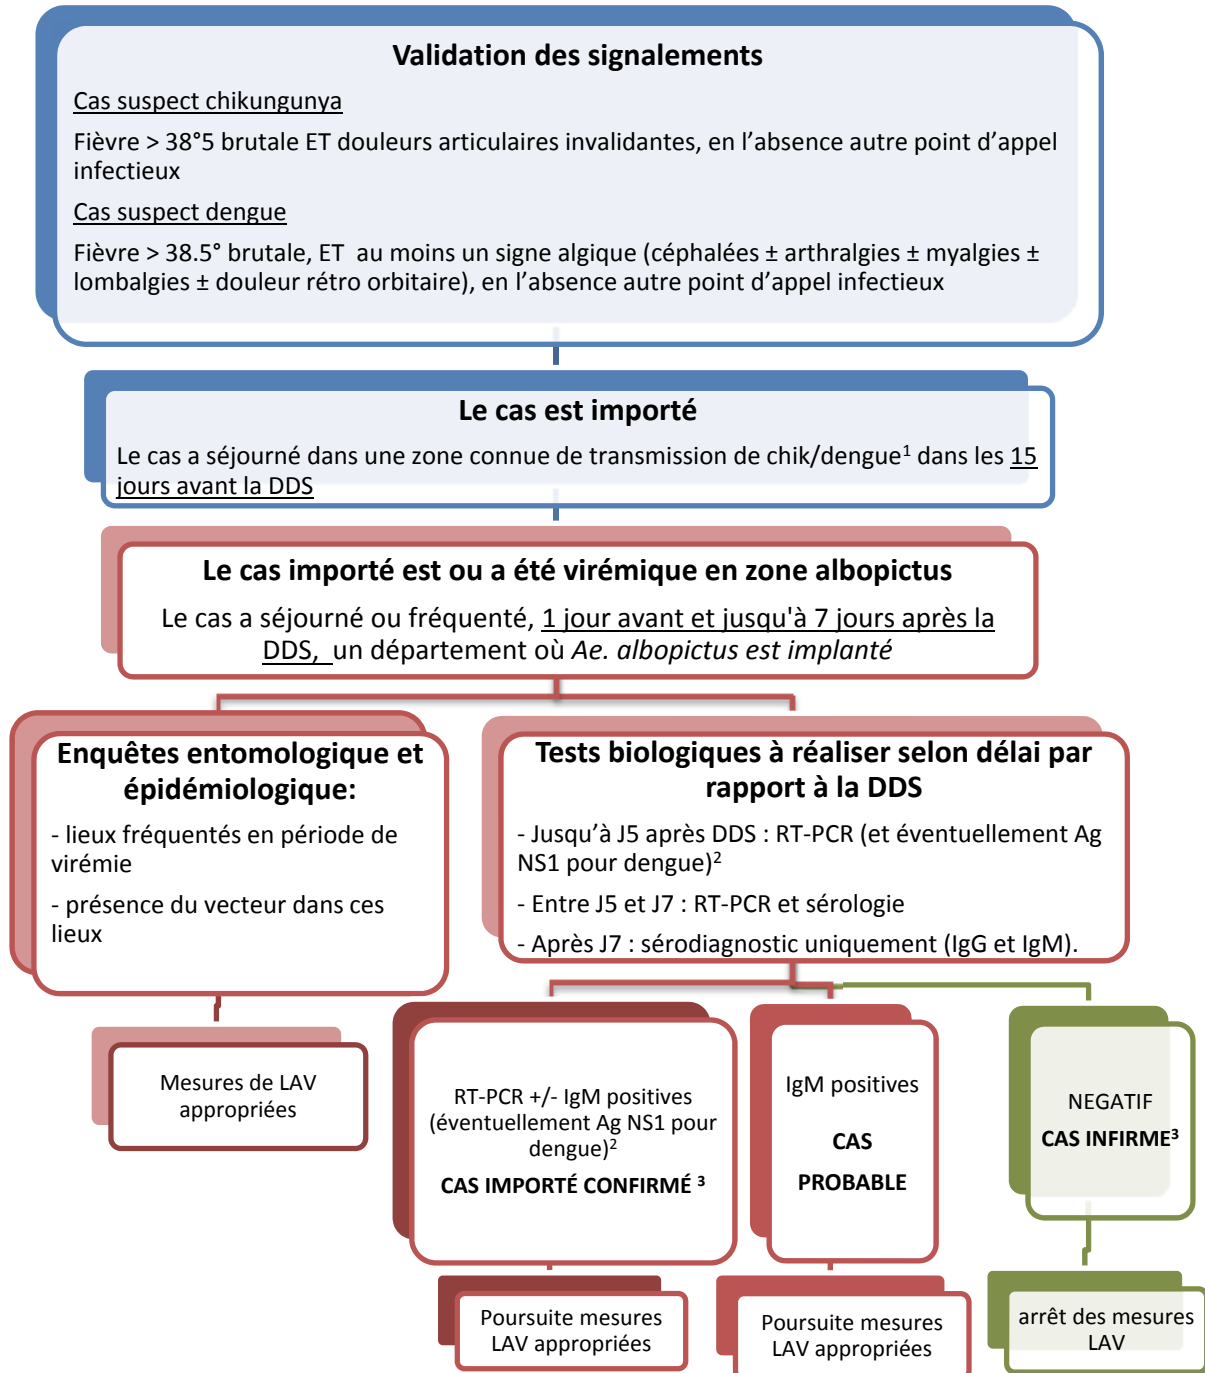 Validation des signalements
Cas suspect chikungunya
Fièvre > 38°5 brutale ET douleurs articulaires invalidantes, en l’absence autre point d’appel
infectieux
Cas suspect dengue
Fièvre > 38.5° brutale, ET au moins un signe algique (céphalées ± arthralgies ± myalgies ±
lombalgies ± douleur rétro orbitaire), en l’absence autre point d’appel infectieux
Le cas est importé
Le cas a séjourné dans une zone connue de transmission de chik/dengue¹ dans les 15
jours avant la DDS
Le cas importé est ou a été virémique en zone albopictus
Le cas a séjourné ou fréquenté, 1 jour avant et jusqu'à 7 jours après la
DDS, un département où Ae. albopictus est implanté
Enquêtes entomologique et
épidémiologique:
- lieux fréquentés en période de
virémie
- présence du vecteur dans ces
lieux
Mesures de LAV
appropriées
Tests biologiques à réaliser selon délai par
rapport à la DDS
- Jusqu’à J5 après DDS : RT-PCR (et éventuellement Ag
NS1 pour dengue)²
- Entre J5 et J7 : RT-PCR et sérologie
- Après J7 : sérodiagnostic uniquement (IgG et IgM).
RT-PCR +/- IgM positives
(éventuellement Ag NS1 pour
dengue)²
CAS IMPORTÉ CONFIRMÉ ³
Poursuite mesures
LAV appropriées
IgM positives
CAS
PROBABLE
Poursuite mesures
LAV appropriées
NEGATIF
CAS INFIRME³
arrêt des mesures
LAV